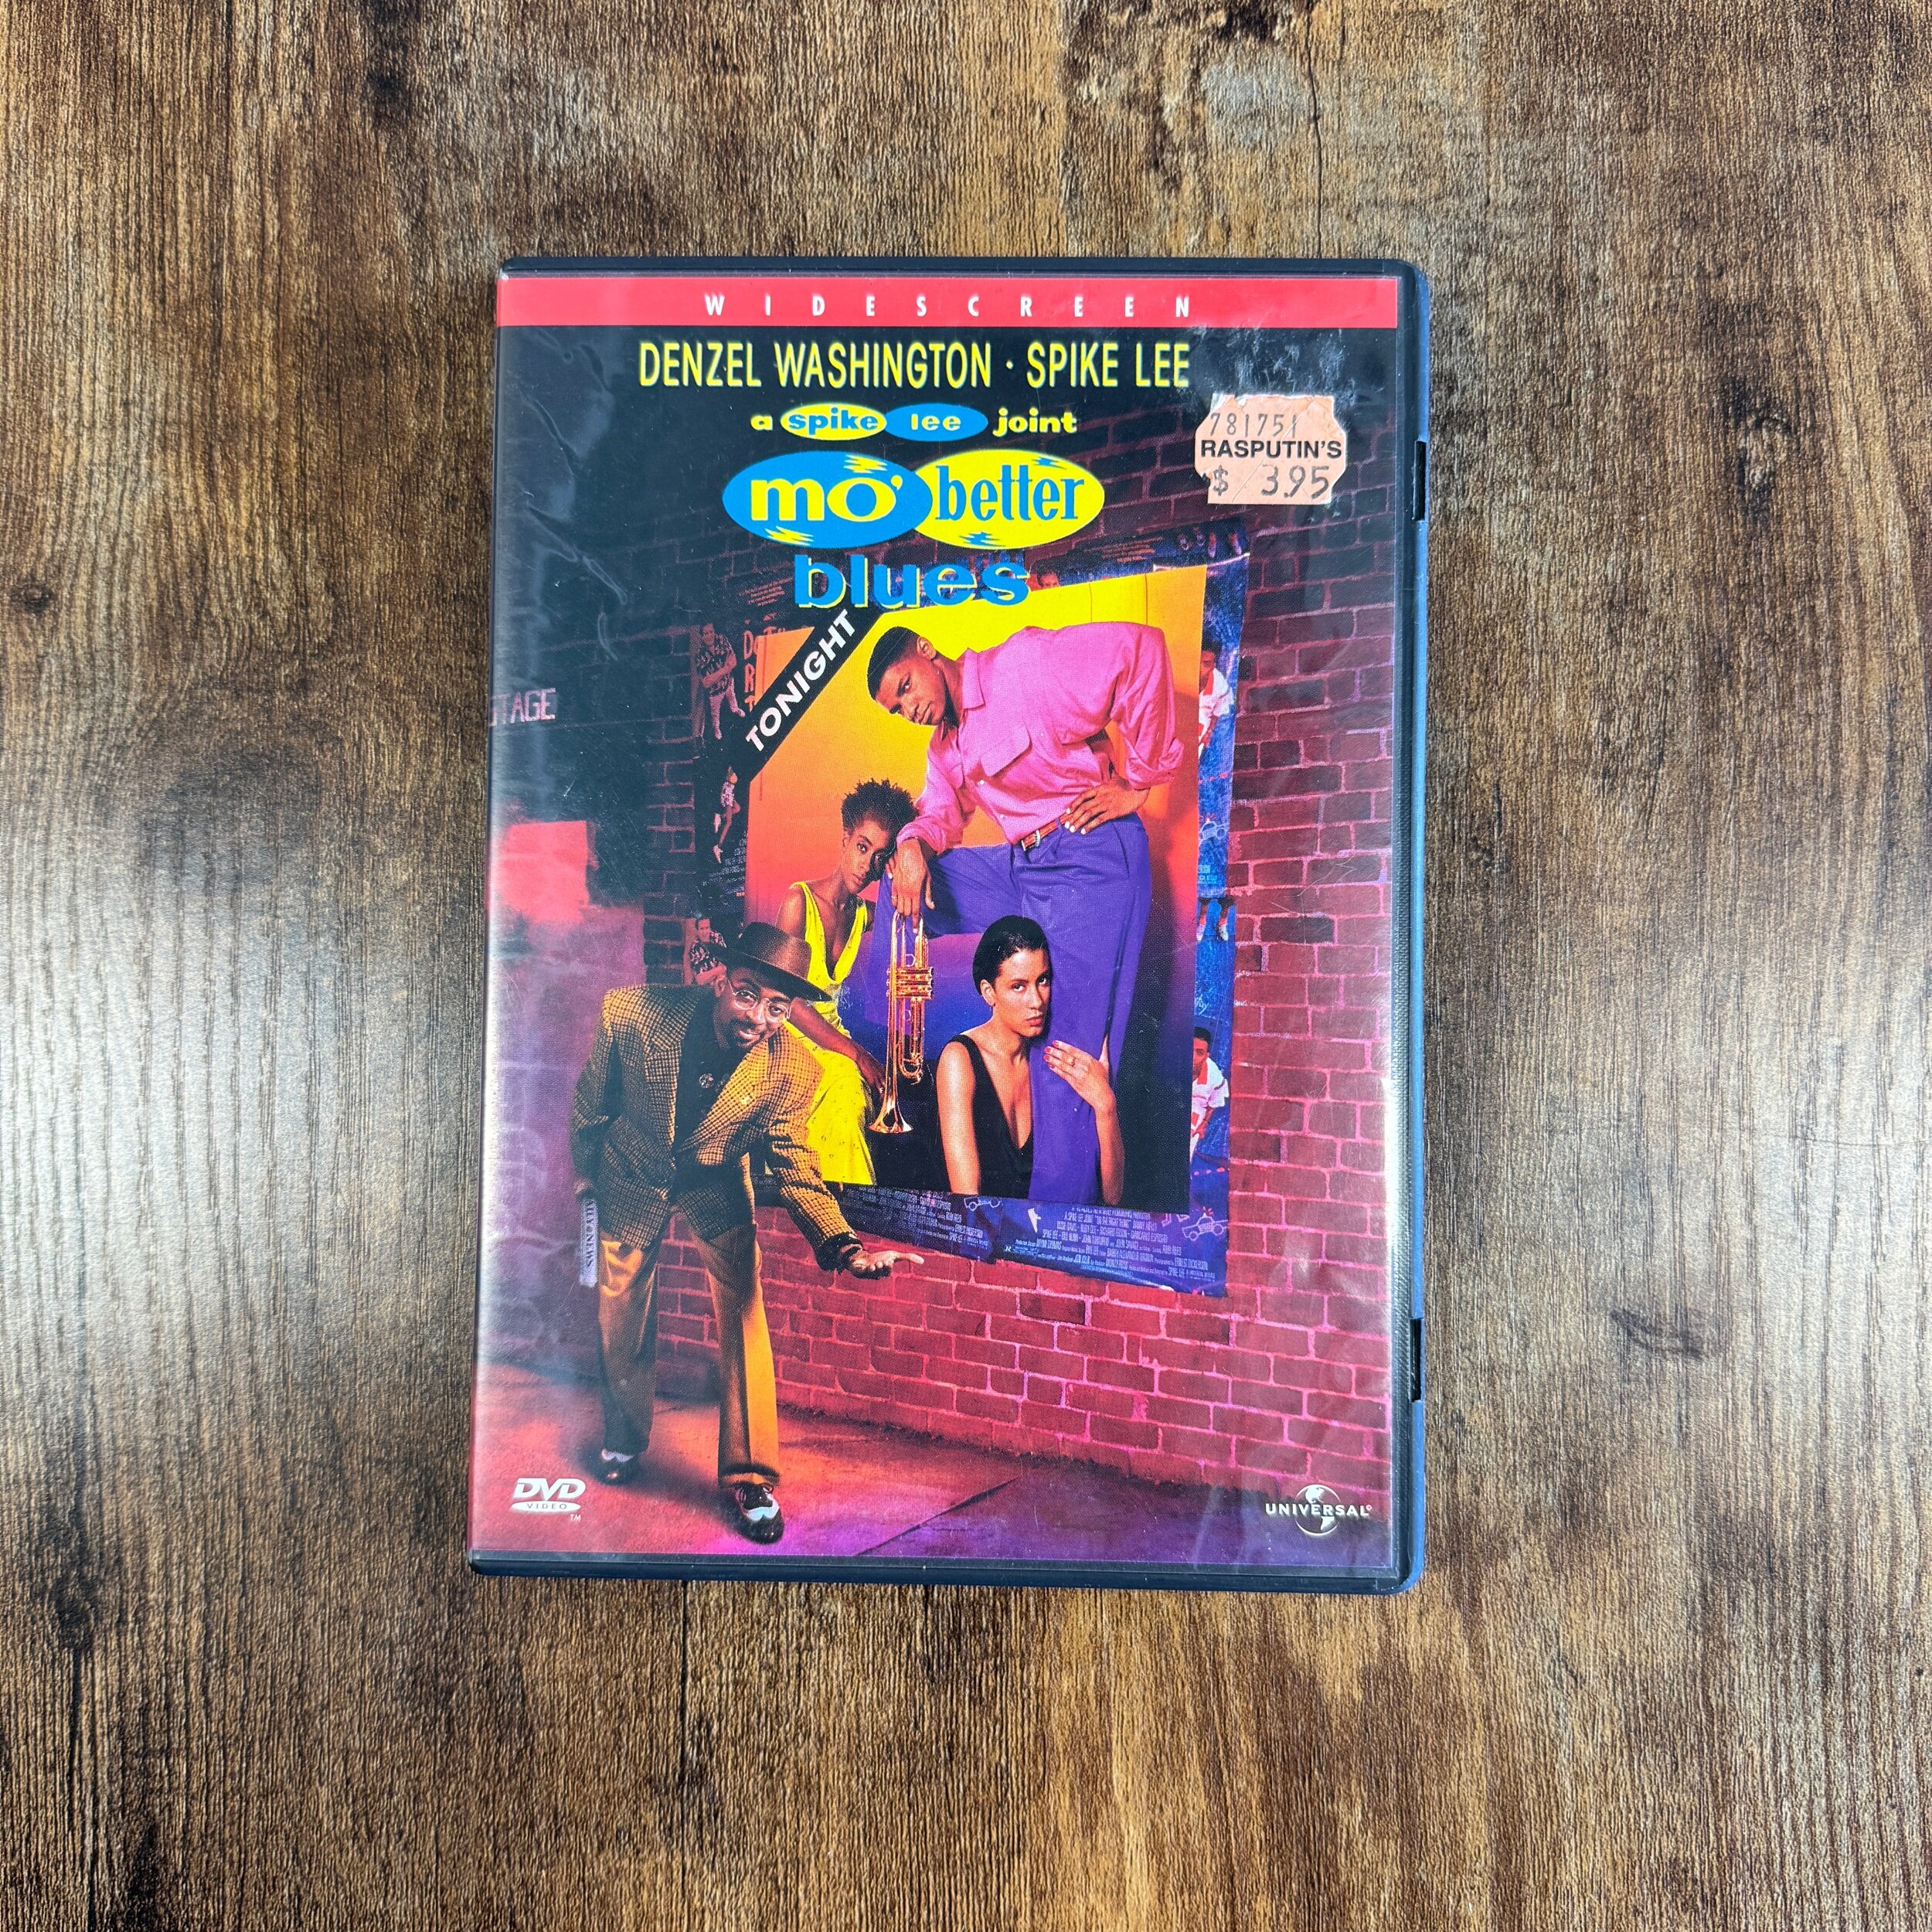 WIDESCREEN
DENZEL WASHINGTON · SPIKE LEE
a spike lee joint
mo' better
blues
781751
RASPUTIN'S
$ 3.95
TONIGHT
TAGE
DVD
VIDEO
TM
UNIVERSAL®